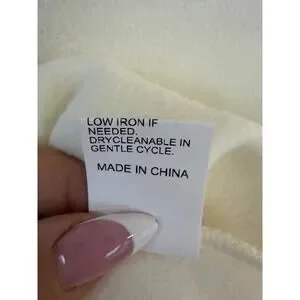 LOW IRON IF
NEEDED.
DRYCLEANABLE IN
GENTLE CYCLE.
MADE IN CHINA